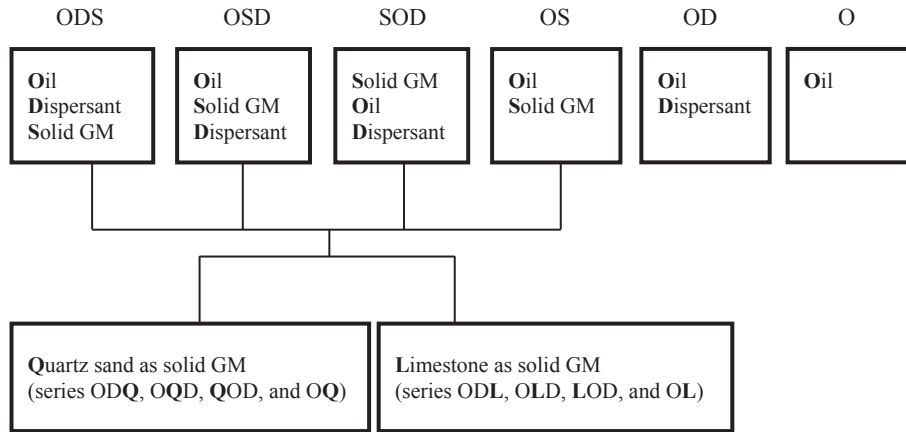 ODS OSD SOD OS OD O
Oil
Dispersant
Solid GM
Oil
Solid GM
Dispersant
Solid GM
Oil
Dispersant
Oil
Solid GM
Oil
Dispersant
Oil
Quartz sand as solid GM
(series ODQ, OQD, QOD, and OQ)
Limestone as solid GM
(series ODL, OLD, LOD, and OL)